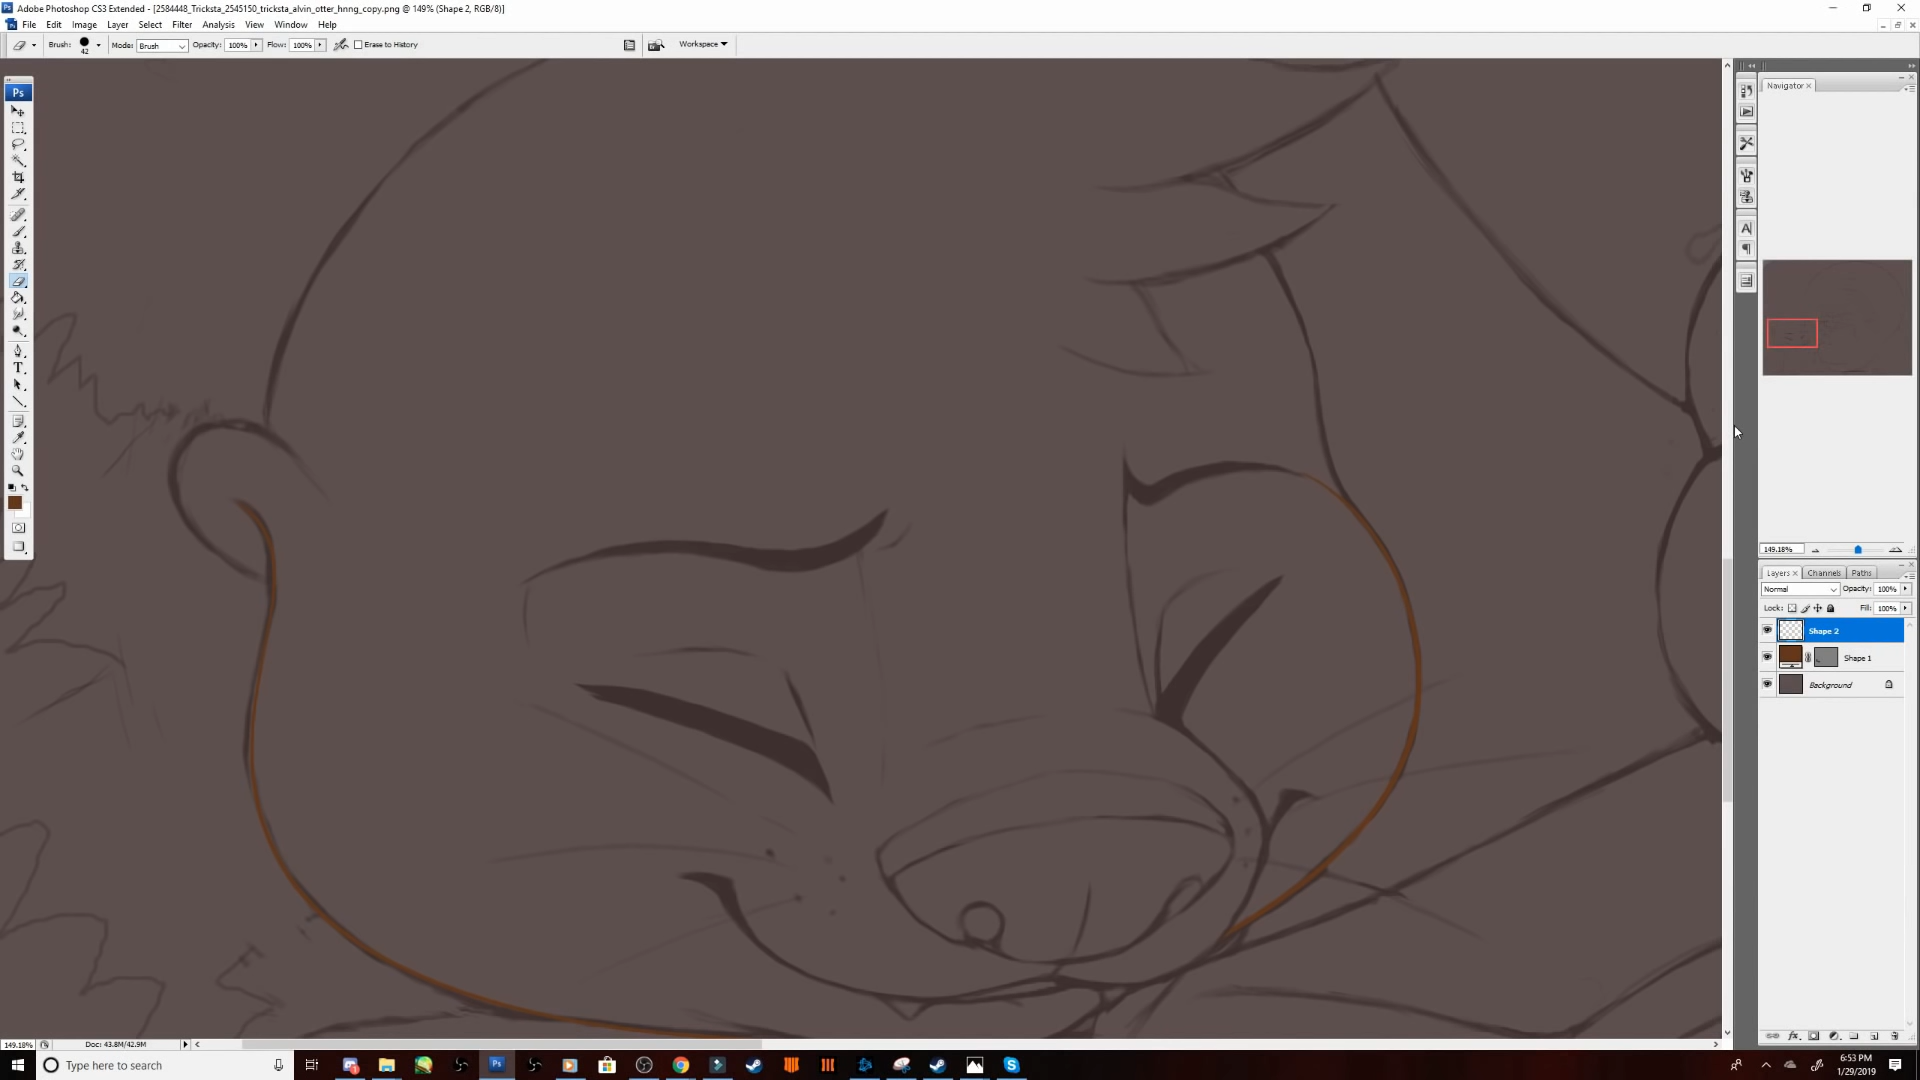 Adobe Photoshop CS3 Extended - [2584448_Tricksta_2545150_tricksta_alvin_otter_hnng_copy.png @ 149% (Shape 2, RGB/8)]
File Edit Image Layer Select Filter Analysis View Window Help
Brush: 42 Mode: Brush Opacity: 100% Flow: 100% Erase to History Workspace
Ps
Navigator
149.18%
Layers Channels Paths
Normal Opacity: 100%
Lock: Fill: 100%
Shape 2
Shape 1
Background
149.18% Doc: 43.8M/42.9M
Type here to search
6:53 PM
1/29/2019